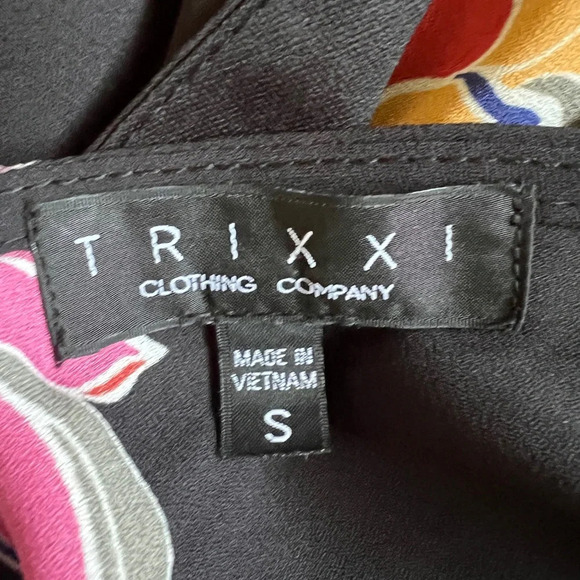 TRIXXI
CLOTHING COMPANY
MADE IN
VIETNAM
S